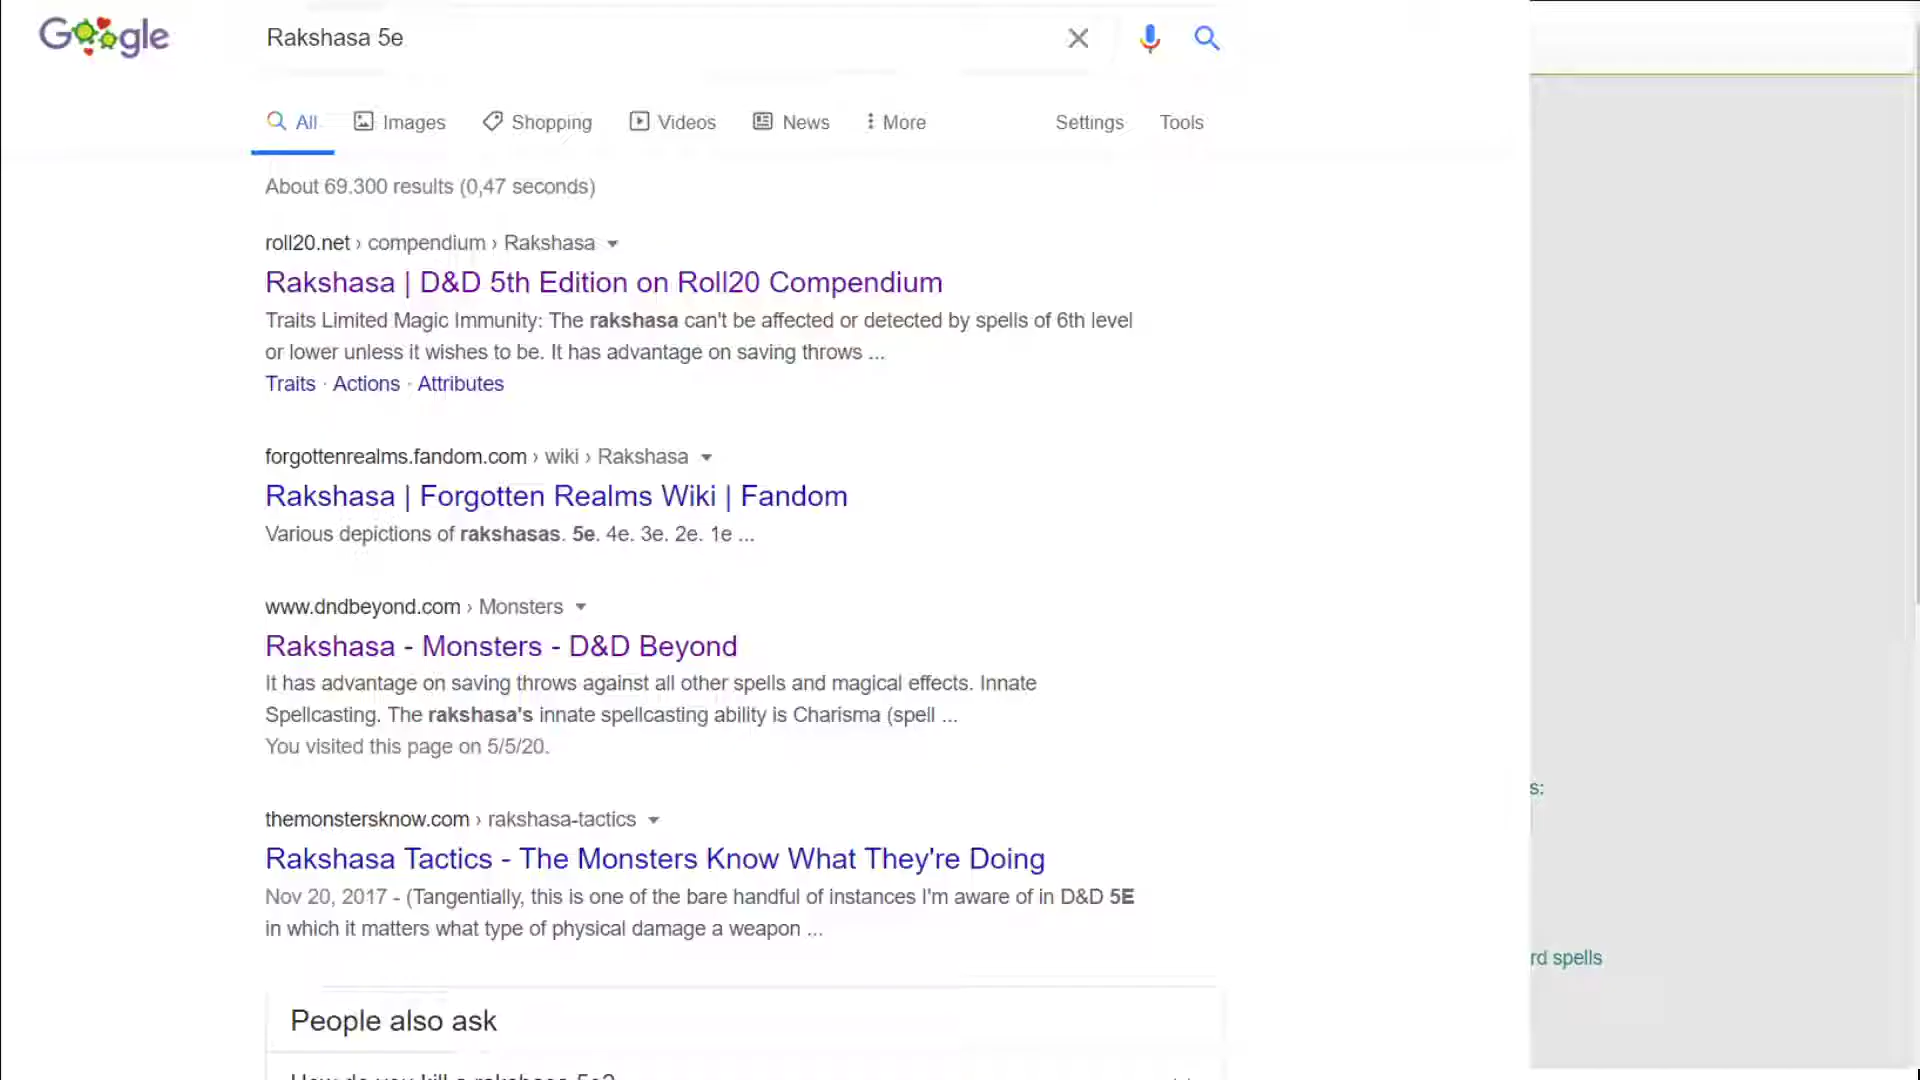 Google
Rakshasa 5e
All Images Shopping Videos News More Settings Tools
About 69.300 results (0,47 seconds)
roll20.net › compendium › Rakshasa
Rakshasa | D&D 5th Edition on Roll20 Compendium
Traits Limited Magic Immunity: The rakshasa can't be affected or detected by spells of 6th level
or lower unless it wishes to be. It has advantage on saving throws ...
Traits · Actions · Attributes
forgottenrealms.fandom.com › wiki › Rakshasa
Rakshasa | Forgotten Realms Wiki | Fandom
Various depictions of rakshasas. 5e. 4e. 3e. 2e. 1e ...
www.dndbeyond.com › Monsters
Rakshasa - Monsters - D&D Beyond
It has advantage on saving throws against all other spells and magical effects. Innate
Spellcasting. The rakshasa's innate spellcasting ability is Charisma (spell ...
You visited this page on 5/5/20.
s:
themonstersknow.com › rakshasa-tactics
Rakshasa Tactics - The Monsters Know What They're Doing
Nov 20, 2017 - (Tangentially, this is one of the bare handful of instances I'm aware of in D&D 5E
in which it matters what type of physical damage a weapon ...
rd spells
People also ask
How do you kill a rakshasa 5e?